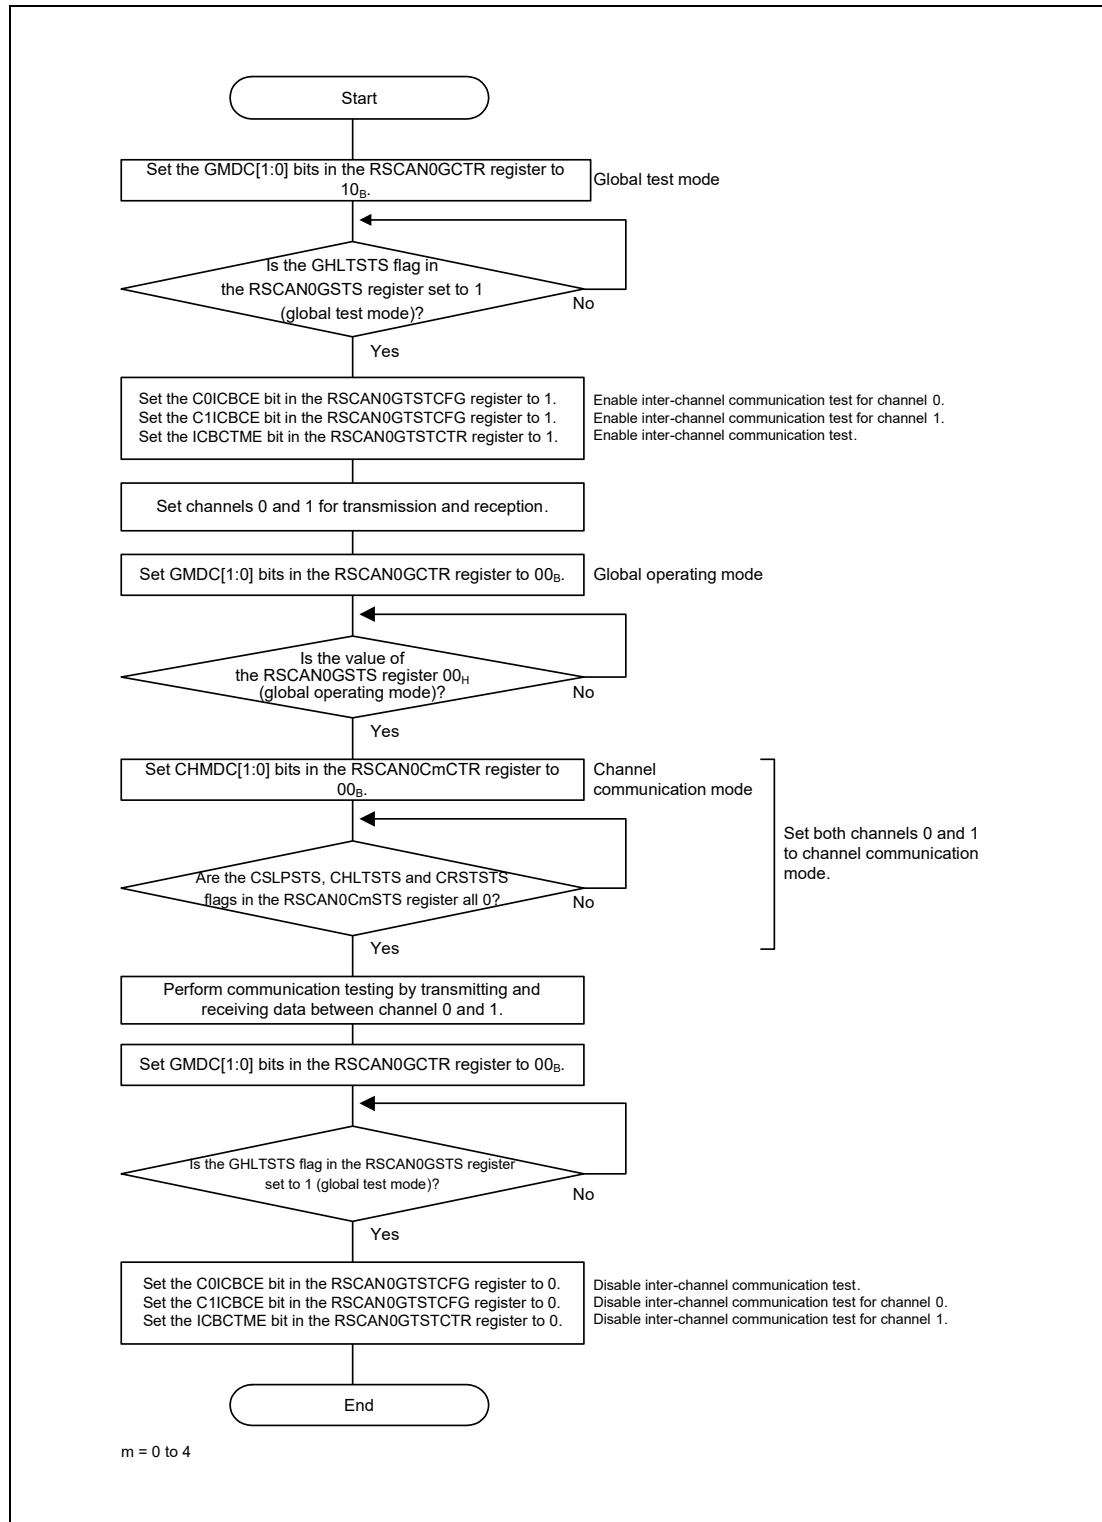 Start
Set the GMDC[1:0] bits in the RSCAN0GCTR register to
10B.
Global test mode
Is the GHLTSTS flag in
the RSCAN0GSTS register set to 1
(global test mode)?
No
Yes
Set the C0ICBCE bit in the RSCAN0GTSTCFG register to 1.
Set the C1ICBCE bit in the RSCAN0GTSTCFG register to 1.
Set the ICBCTME bit in the RSCAN0GTSTCTR register to 1.
Enable inter-channel communication test for channel 0.
Enable inter-channel communication test for channel 1.
Enable inter-channel communication test.
Set channels 0 and 1 for transmission and reception.
Set GMDC[1:0] bits in the RSCAN0GCTR register to 00B.
Global operating mode
Is the value of
the RSCAN0GSTS register 00H
(global operating mode)?
No
Yes
Set CHMDC[1:0] bits in the RSCAN0CmCTR register to
00B.
Channel
communication mode
Are the CSLPSTS, CHLTSTS and CRSTSTS
flags in the RSCAN0CmSTS register all 0?
No
Yes
Set both channels 0 and 1
to channel communication
mode.
Perform communication testing by transmitting and
receiving data between channel 0 and 1.
Set GMDC[1:0] bits in the RSCAN0GCTR register to 00B.
Is the GHLTSTS flag in the RSCAN0GSTS register
set to 1 (global test mode)?
No
Yes
Set the C0ICBCE bit in the RSCAN0GTSTCFG register to 0.
Set the C1ICBCE bit in the RSCAN0GTSTCFG register to 0.
Set the ICBCTME bit in the RSCAN0GTSTCTR register to 0.
Disable inter-channel communication test.
Disable inter-channel communication test for channel 0.
Disable inter-channel communication test for channel 1.
End
m = 0 to 4